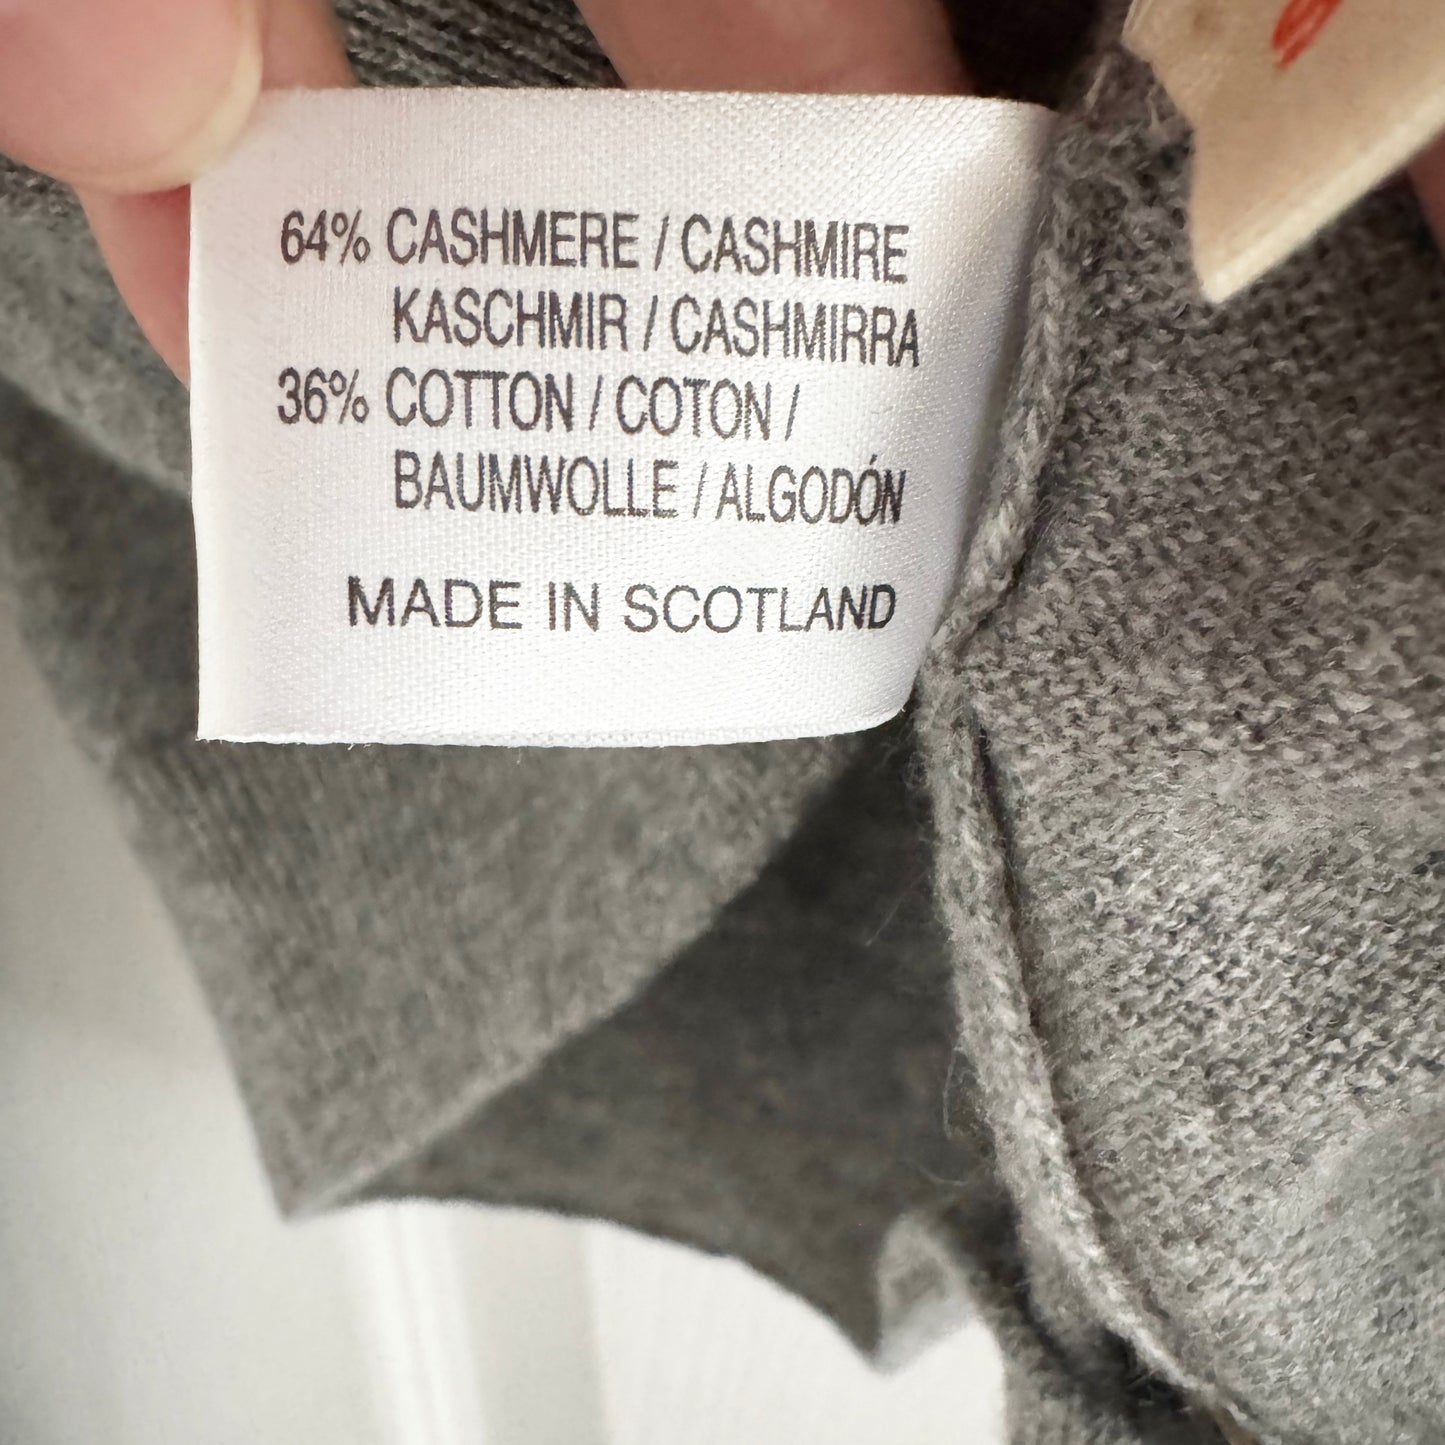 64% CASHMERE / CASHMIRE
KASCHMIR / CASHMIRRA
36% COTTON / COTON /
BAUMWOLLE / ALGODÓN
MADE IN SCOTLAND